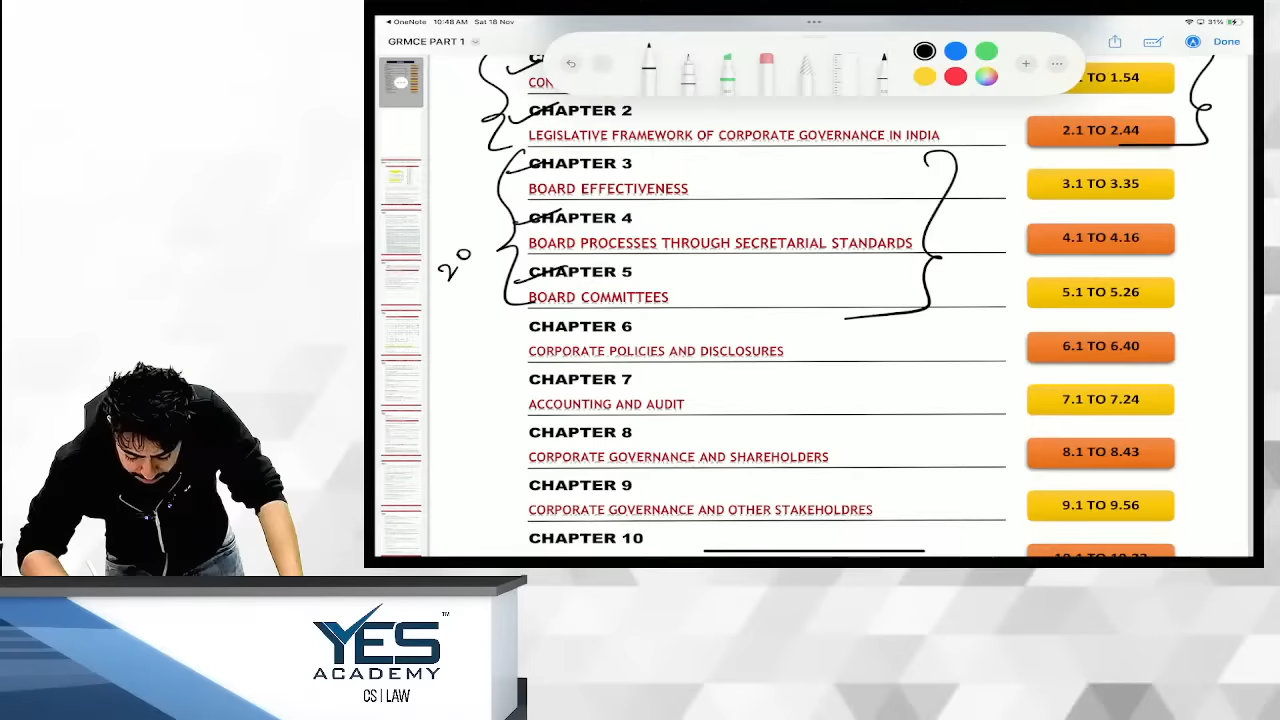 OneNote 10:48 AM Sat 18 Nov
31%
GRMCE PART 1
Done
1.54
CHAPTER 2
LEGISLATIVE FRAMEWORK OF CORPORATE GOVERNANCE IN INDIA
2.1 TO 2.44
CHAPTER 3
BOARD EFFECTIVENESS
3.1 TO 3.35
CHAPTER 4
BOARD PROCESSES THROUGH SECRETARIAL STANDARDS
4.1 TO 4.16
20
CHAPTER 5
BOARD COMMITTEES
5.1 TO 5.26
CHAPTER 6
CORPORATE POLICIES AND DISCLOSURES
6.1 TO 6.40
CHAPTER 7
ACCOUNTING AND AUDIT
7.1 TO 7.24
CHAPTER 8
CORPORATE GOVERNANCE AND SHAREHOLDERS
8.1 TO 8.43
CHAPTER 9
CORPORATE GOVERNANCE AND OTHER STAKEHOLDRES
9.1 TO 9.56
CHAPTER 10
YES
ACADEMY
CS | LAW
TM